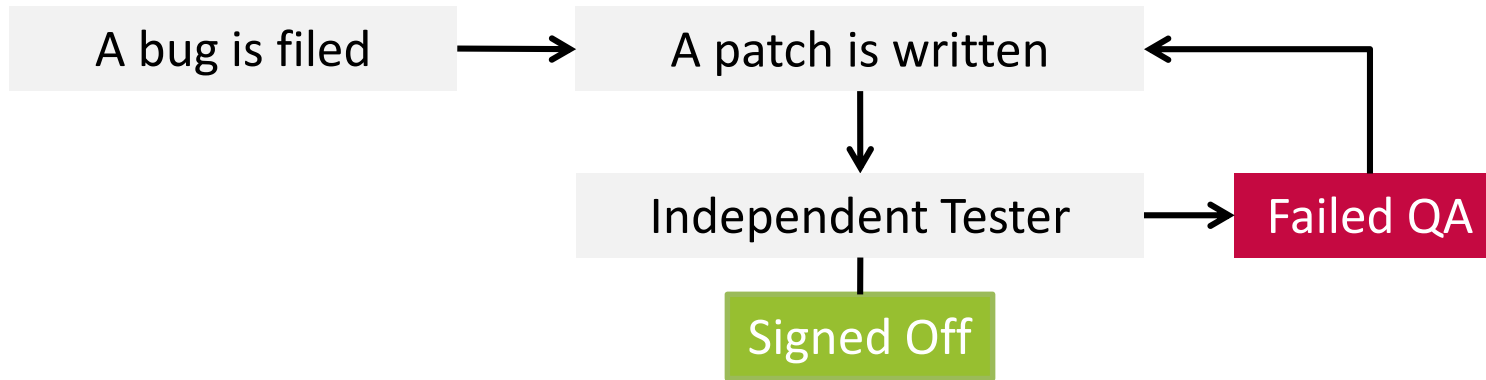 A bug is filed
A patch is written
Independent Tester
Failed QA
Signed Off